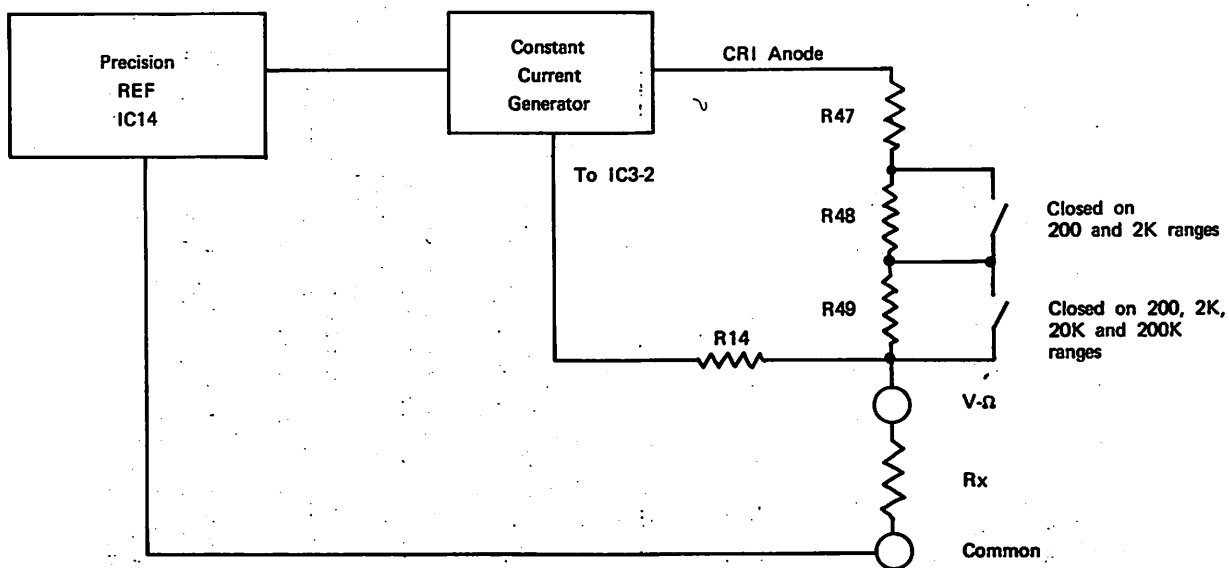 Precision
REF
IC14
Constant
Current
Generator
CRI Anode
R47
To IC3-2
R48
Closed on
200 and 2K ranges
R49
Closed on 200, 2K,
20K and 200K
ranges
R14
V-Ω
Rx
Common